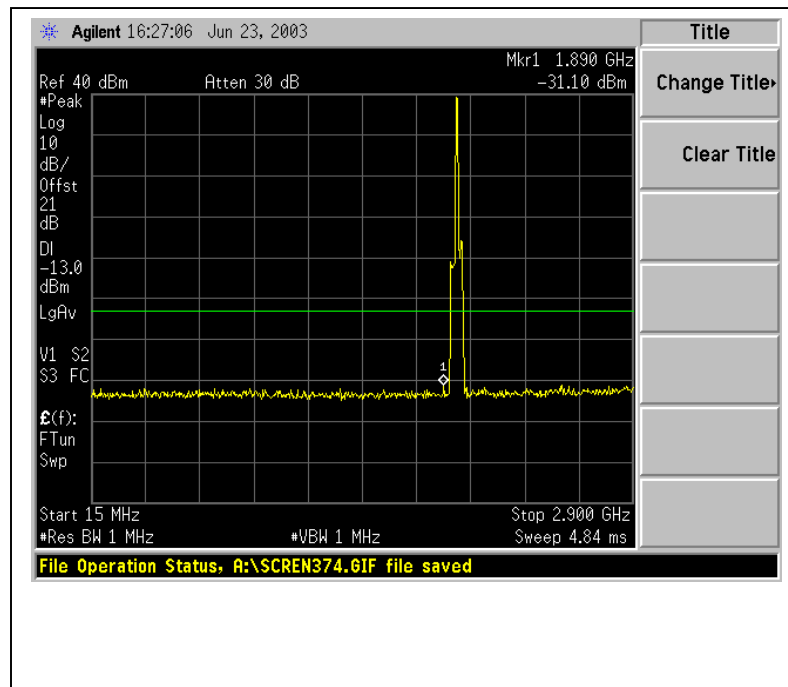 Agilent 16:27:06 Jun 23, 2003
Title
Mkr1 1.890 GHz
Ref 40 dBm Atten 30 dB -31.10 dBm
#Peak
Log
10
dB/
Offst
21
dB
DI
-13.0
dBm
LgAv
V1 S2
S3 FC
£(f):
FTun
Swp
1
Start 15 MHz Stop 2.900 GHz
#Res BW 1 MHz #VBW 1 MHz Sweep 4.84 ms
Change Title
Clear Title
File Operation Status, A:\SCREN374.GIF file saved